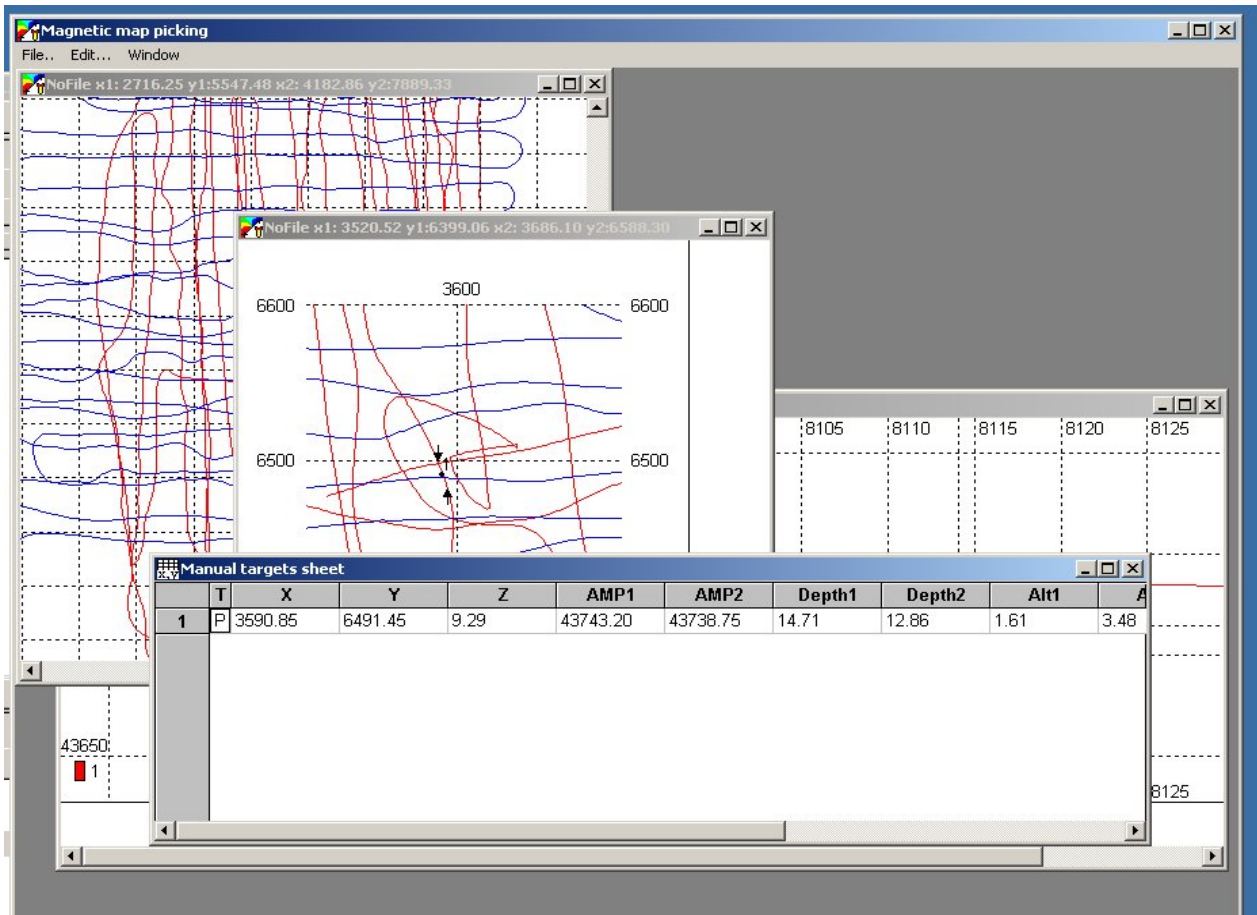 Magnetic map picking
File.. Edit... Window
NoFile x1: 2716.25 y1:5547.48 x2: 4182.86 y2:7889.33
NoFile x1: 3520.52 y1:6399.06 x2: 3686.10 y2:6588.30
3600
6600 6600
6500 1 6500
8105 8110 8115 8120 8125
Manual targets sheet
T X Y Z AMP1 AMP2 Depth1 Depth2 Alt1 A
1 P 3590.85 6491.45 9.29 43743.20 43738.75 14.71 12.86 1.61 3.48
43650
1
8125